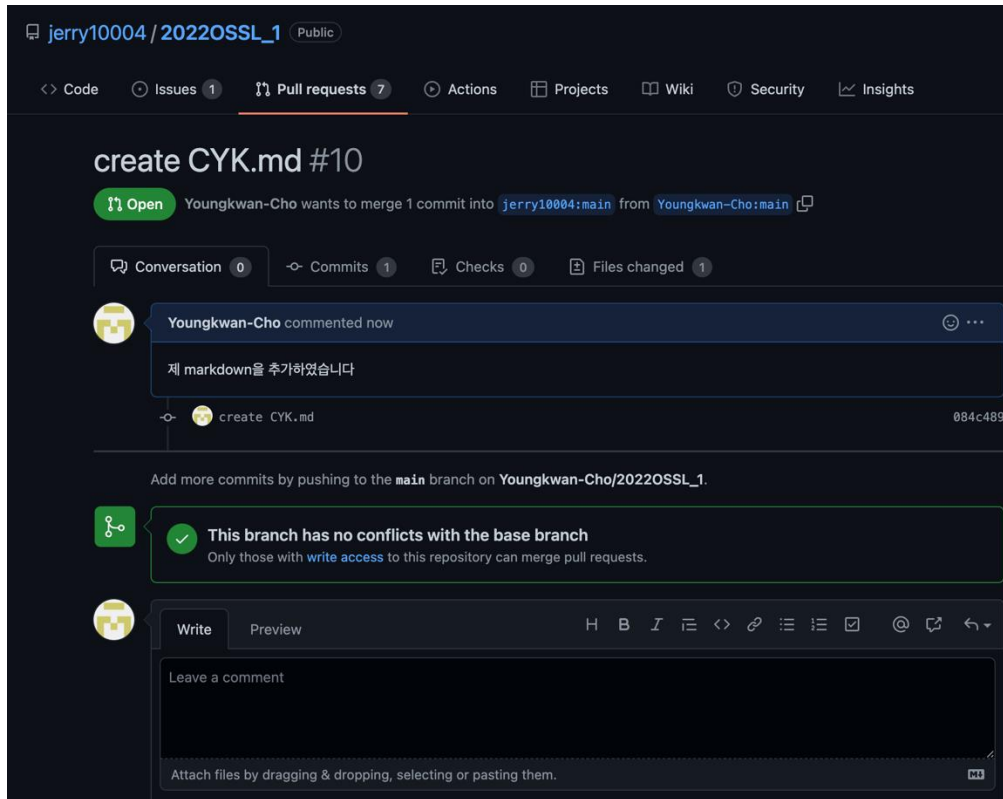 jerry10004 / 2022OSSL_1 Public
<> Code Issues 1 Pull requests 7 Actions Projects Wiki Security Insights
create CYK.md #10
Open Youngkwan-Cho wants to merge 1 commit into jerry10004:main from Youngkwan-Cho:main
Conversation 0 Commits 1 Checks 0 Files changed 1
Youngkwan-Cho commented now
제 markdown을 추가하였습니다
create CYK.md 084c489
Add more commits by pushing to the main branch on Youngkwan-Cho/2022OSSL_1.
This branch has no conflicts with the base branch
Only those with write access to this repository can merge pull requests.
Write Preview H B I <> @
Leave a comment
Attach files by dragging & dropping, selecting or pasting them.